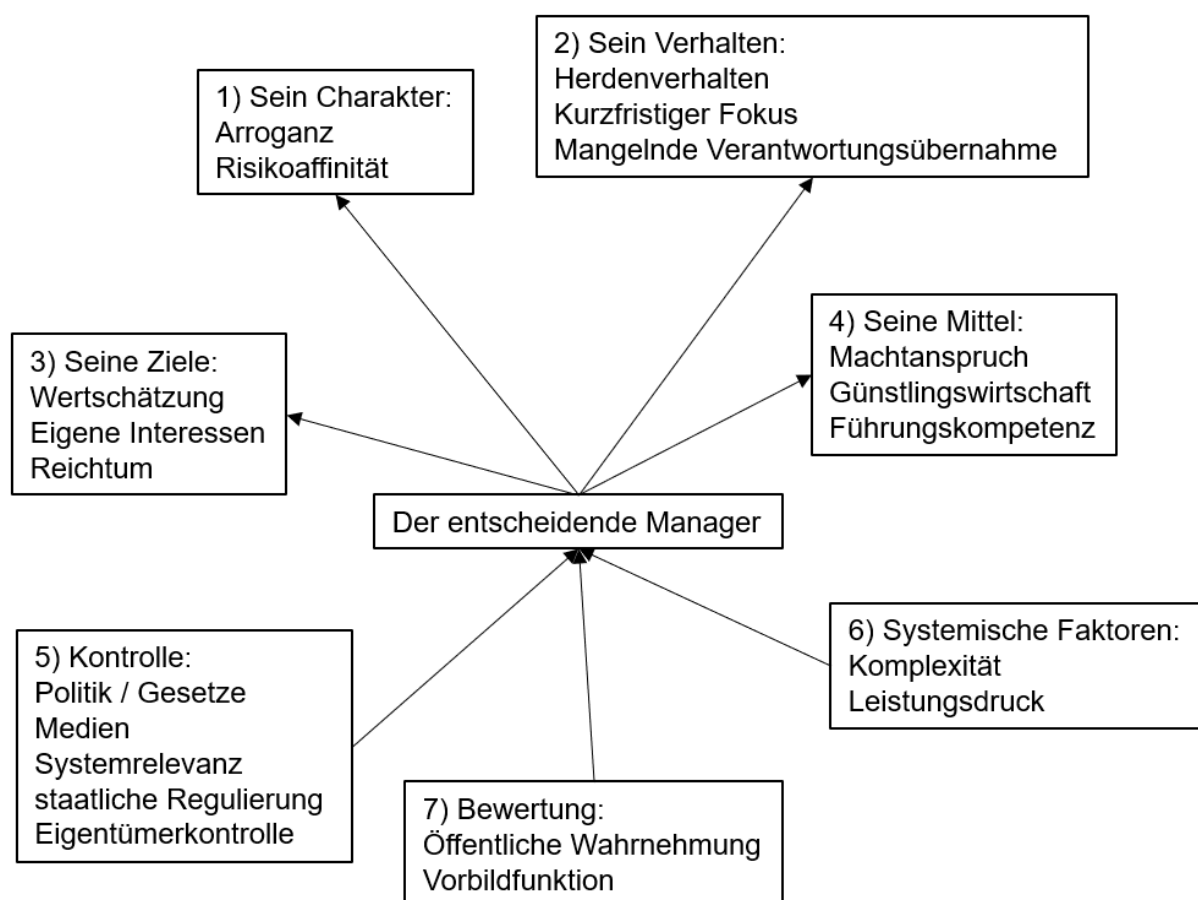 1) Sein Charakter:
Arroganz
Risikoaffinität
2) Sein Verhalten:
Herdenverhalten
Kurzfristiger Fokus
Mangelnde Verantwortungsübernahme
3) Seine Ziele:
Wertschätzung
Eigene Interessen
Reichtum
4) Seine Mittel:
Machtanspruch
Günstlingswirtschaft
Führungskompetenz
Der entscheidende Manager
5) Kontrolle:
Politik / Gesetze
Medien
Systemrelevanz
staatliche Regulierung
Eigentümerkontrolle
6) Systemische Faktoren:
Komplexität
Leistungsdruck
7) Bewertung:
Öffentliche Wahrnehmung
Vorbildfunktion